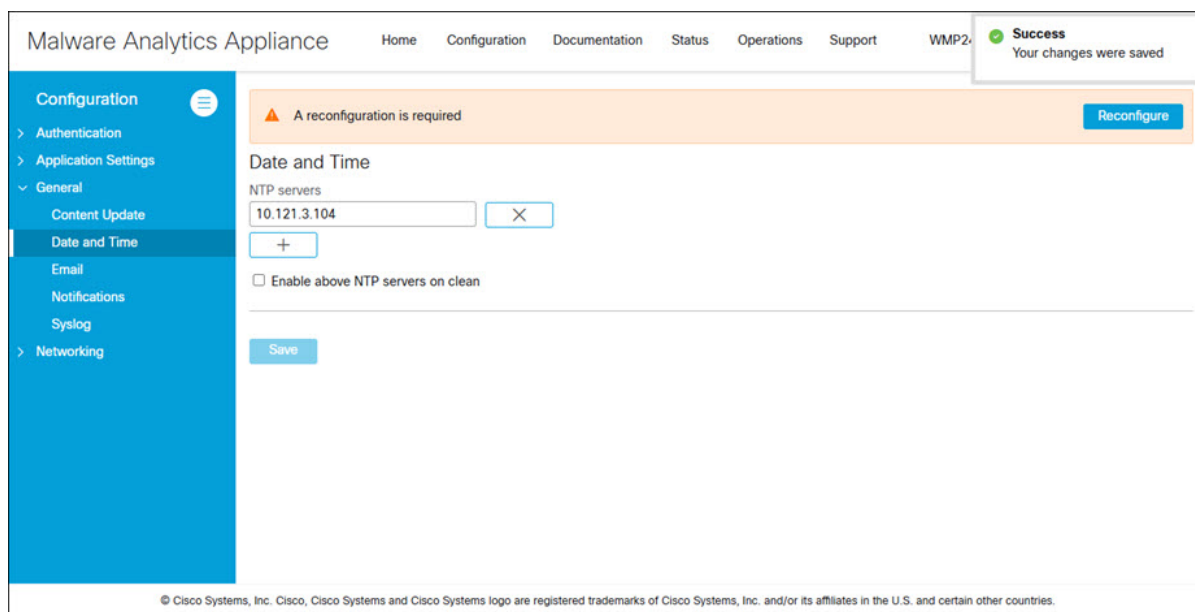 Malware Analytics Appliance
Home Configuration Documentation Status Operations Support
Success
Your changes were saved
Configuration
Authentication
Application Settings
General
Content Update
Date and Time
Email
Notifications
Syslog
Networking
A reconfiguration is required
Reconfigure
Date and Time
NTP servers
10.121.3.104
Enable above NTP servers on clean
Save
© Cisco Systems, Inc. Cisco, Cisco Systems and Cisco Systems logo are registered trademarks of Cisco Systems, Inc. and/or its affiliates in the U.S. and certain other countries.